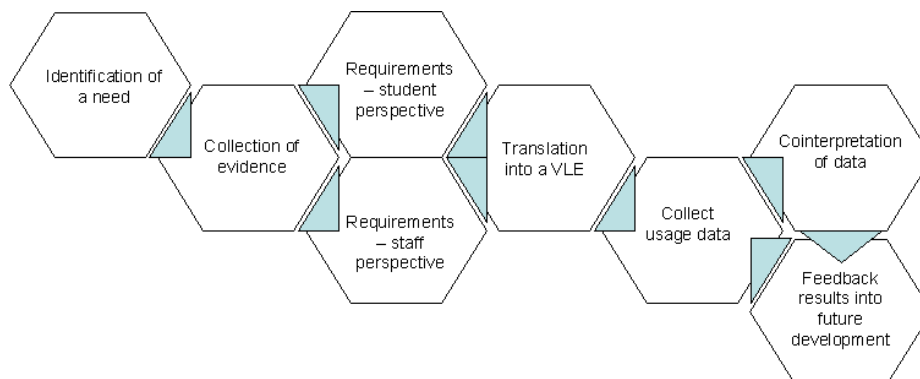 Identification of
a need
Collection of
evidence
Requirements
– student
perspective
Requirements
– staff
perspective
Translation
into a VLE
Collect
usage data
Cointerpretation
of data
Feedback
results into
future
development